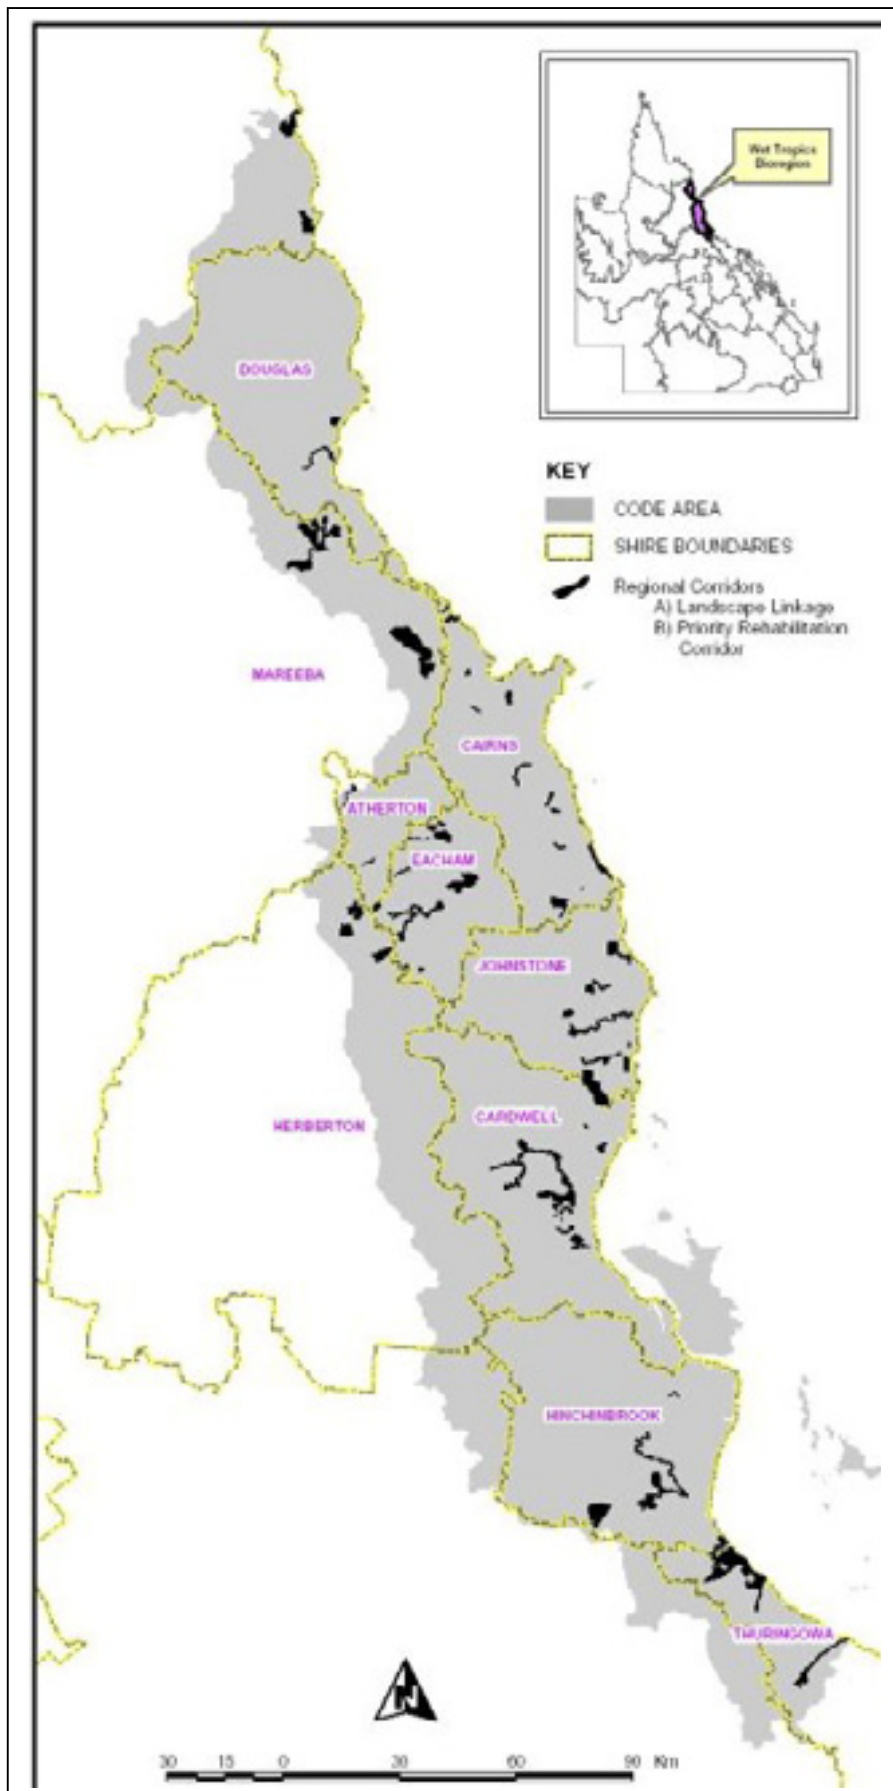 Wet Tropics
Bioregion
DOUGLAS
KEY
CODE AREA
SHIRE BOUNDARIES
Regional Corridors
A) Landscape Linkage
B) Priority Rehabilitation
Corridor
MAREEBA
CAIRNS
ATHERTON
EACHAM
JOHNSTONE
CARDWELL
HERBERTON
HINCHINBROOK
THURINGOWA
N
30 15 0 30 60 90 Km